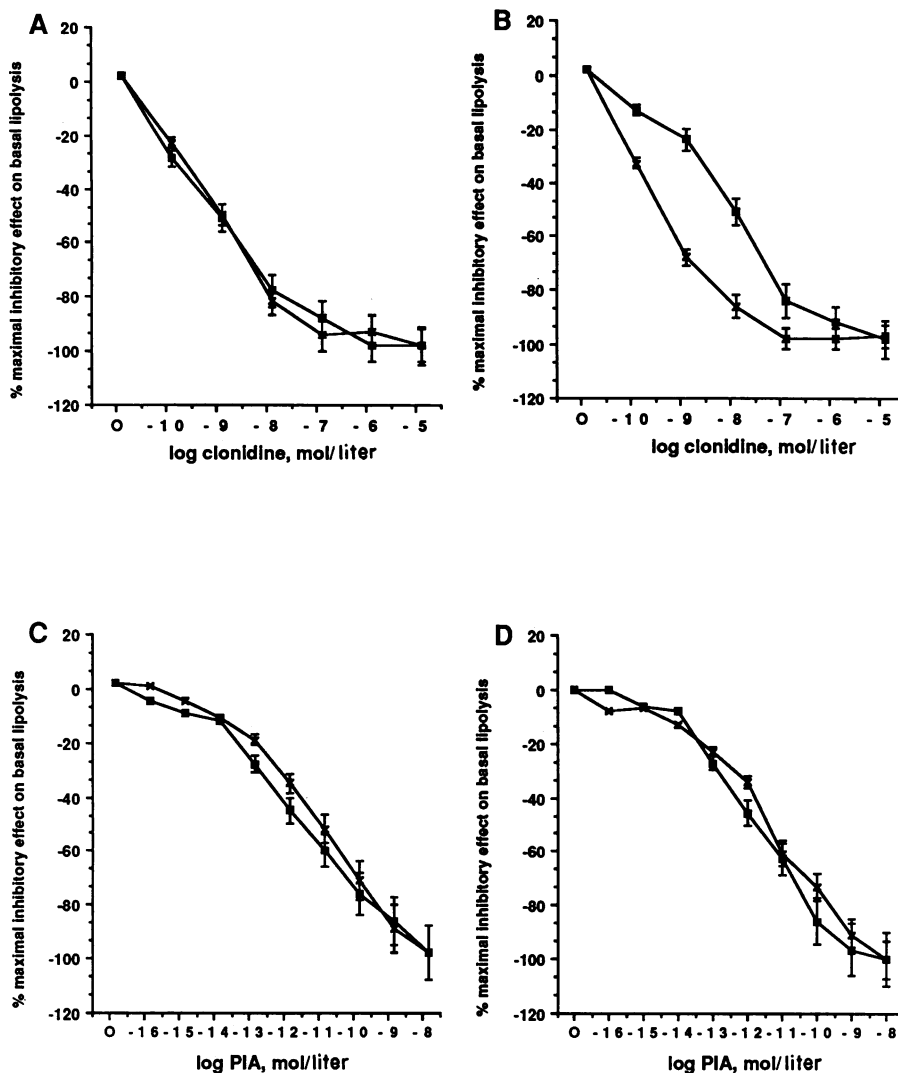 A
% maximal inhibitory effect on basal lipolysis
20
0
-20
-40
-60
-80
-100
-120
O -10 -9 -8 -7 -6 -5
log clonidine, mol/liter
B
% maximal inhibitory effect on basal lipolysis
20
0
-20
-40
-60
-80
-100
-120
O -10 -9 -8 -7 -6 -5
log clonidine, mol/liter
C
% maximal inhibitory effect on basal lipolysis
20
0
-20
-40
-60
-80
-100
-120
O -16 -15 -14 -13 -12 -11 -10 -9 -8
log PIA, mol/liter
D
% maximal inhibitory effect on basal lipolysis
20
0
-20
-40
-60
-80
-100
-120
O -16 -15 -14 -13 -12 -11 -10 -9 -8
log PIA, mol/liter